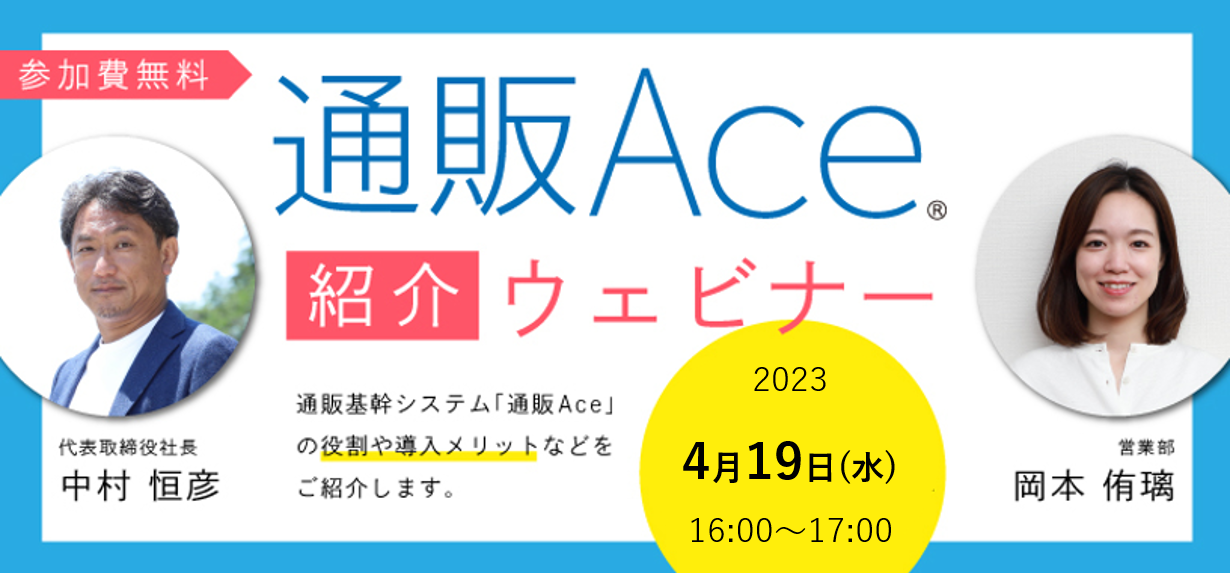 参加費無料
通販Ace®
紹介ウェビナー
通販基幹システム「通販Ace」
の役割や導入メリットなどを
ご紹介します。
2023
4月19日(水)
16:00～17:00
代表取締役社長
中村 恒彦
営業部
岡本 侑璃